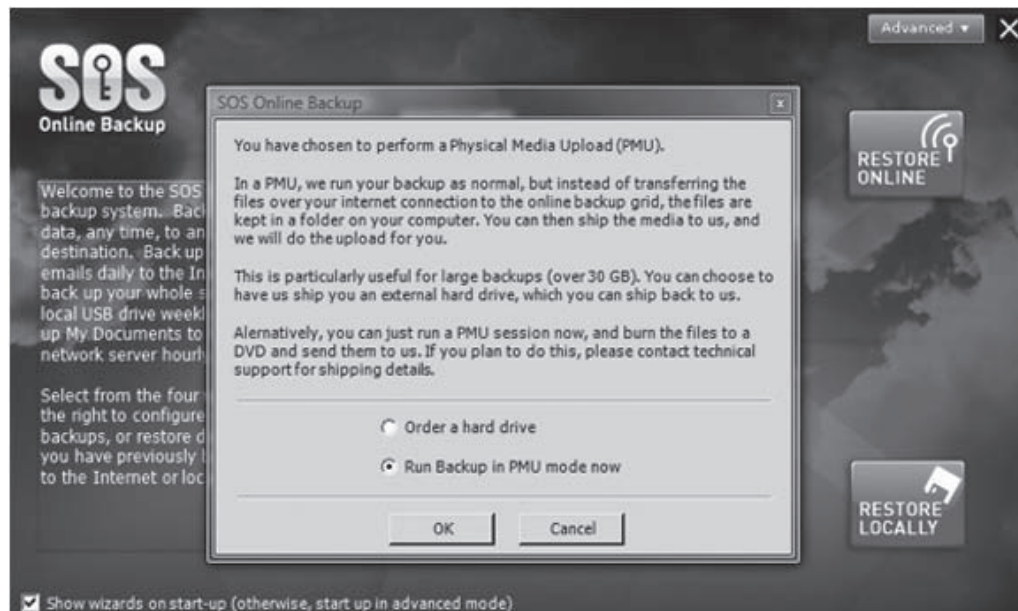 Advanced
SOS
Online Backup
SOS Online Backup
You have chosen to perform a Physical Media Upload (PMU).
In a PMU, we run your backup as normal, but instead of transferring the
files over your internet connection to the online backup grid, the files are
kept in a folder on your computer. You can then ship the media to us, and
we will do the upload for you.
This is particularly useful for large backups (over 30 GB). You can choose to
have us ship you an external hard drive, which you can ship back to us.
Alernatively, you can just run a PMU session now, and burn the files to a
DVD and send them to us. If you plan to do this, please contact technical
support for shipping details.
Order a hard drive
Run Backup in PMU mode now
OK
Cancel
Welcome to the SOS
backup system. Back
data, any time, to an
destination. Back up
emails daily to the In
back up your whole s
local USB drive weekl
up My Documents to
network server hourly
Select from the four
the right to configure
backups, or restore d
you have previously b
to the Internet or loc
RESTORE
ONLINE
RESTORE
LOCALLY
Show wizards on start-up (otherwise, start up in advanced mode)